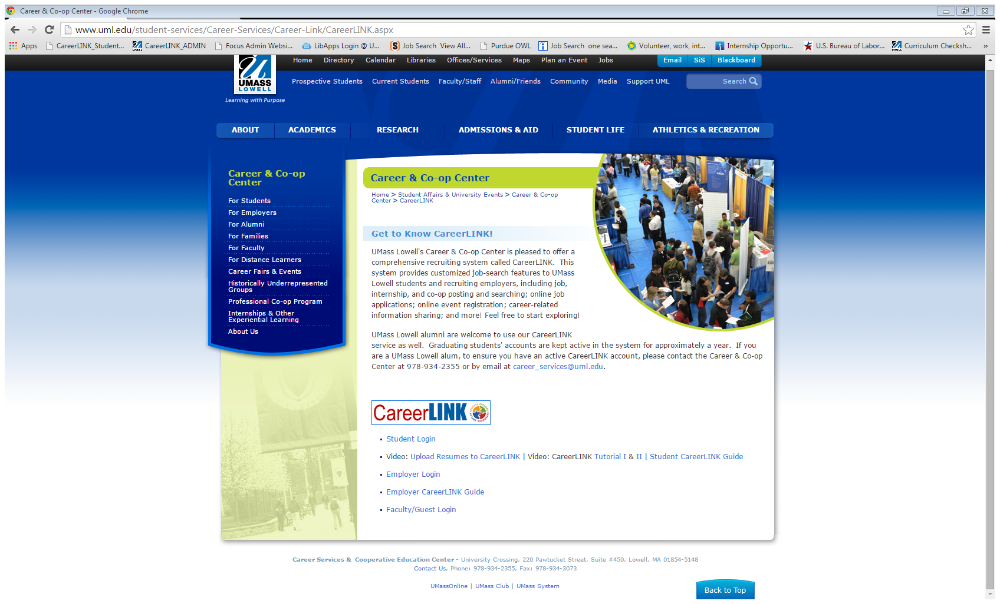 Career & Co-op Center - Google Chrome
www.uml.edu/student-services/Career-Services/Career-Link/CareerLINK.aspx
Apps CareerLINK_Student... CareerLINK_ADMIN Focus Admin Websi... LibApps Login @ U... Job Search View All... Purdue OWL Job Search one sea... Volunteer, work, int... Internship Opportu... U.S. Bureau of Labor... Curriculum Checksh... »
Home Directory Calendar Libraries Offices/Services Maps Plan an Event Jobs Email SiS Blackboard
UMASS
LOWELL
Learning with Purpose
Prospective Students Current Students Faculty/Staff Alumni/Friends Community Media Support UML Search
ABOUT ACADEMICS RESEARCH ADMISSIONS & AID STUDENT LIFE ATHLETICS & RECREATION
Career & Co-op
Center
For Students
For Employers
For Alumni
For Families
For Faculty
For Distance Learners
Career Fairs & Events
Historically Underrepresented
Groups
Professional Co-op Program
Internships & Other
Experiential Learning
About Us
Career & Co-op Center
Home > Student Affairs & University Events > Career & Co-op
Center > CareerLINK
Get to Know CareerLINK!
UMass Lowell's Career & Co-op Center is pleased to offer a
comprehensive recruiting system called CareerLINK. This
system provides customized job-search features to UMass
Lowell students and recruiting employers, including job,
internship, and co-op posting and searching; online job
applications; online event registration; career-related
information sharing; and more! Feel free to start exploring!
UMass Lowell alumni are welcome to use our CareerLINK
service as well. Graduating students' accounts are kept active in the system for approximately a year. If you
are a UMass Lowell alum, to ensure you have an active CareerLINK account, please contact the Career & Co-op
Center at 978-934-2355 or by email at career_services@uml.edu.
CareerLINK
▪ Student Login
▪ Video: Upload Resumes to CareerLINK | Video: CareerLINK Tutorial I & II | Student CareerLINK Guide
▪ Employer Login
▪ Employer CareerLINK Guide
▪ Faculty/Guest Login
Career Services & Cooperative Education Center - University Crossing, 220 Pawtucket Street, Suite #450, Lowell, MA 01854-5148
Contact Us, Phone: 978-934-2355, Fax: 978-934-3073
UMassOnline | UMass Club | UMass System
Back to Top